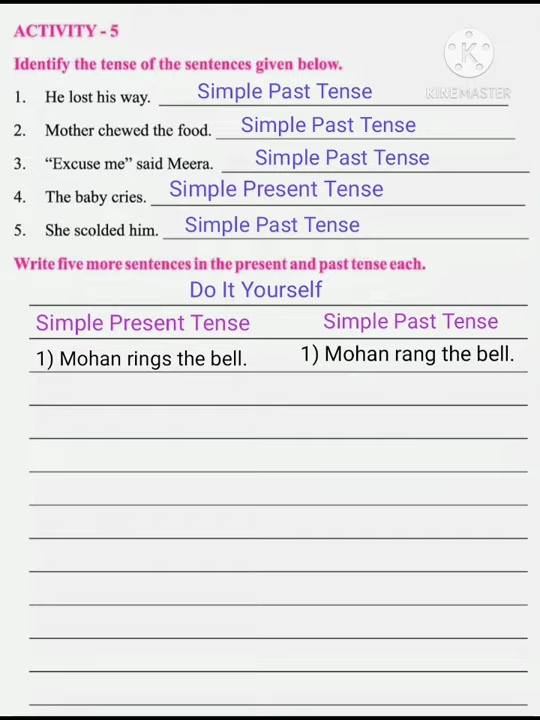 ACTIVITY - 5
Identify the tense of the sentences given below.
KINEMASTER
1. He lost his way. Simple Past Tense
2. Mother chewed the food. Simple Past Tense
3. “Excuse me” said Meera. Simple Past Tense
4. The baby cries. Simple Present Tense
5. She scolded him. Simple Past Tense
Write five more sentences in the present and past tense each.
Do It Yourself
Simple Present Tense Simple Past Tense
1) Mohan rings the bell. 1) Mohan rang the bell.